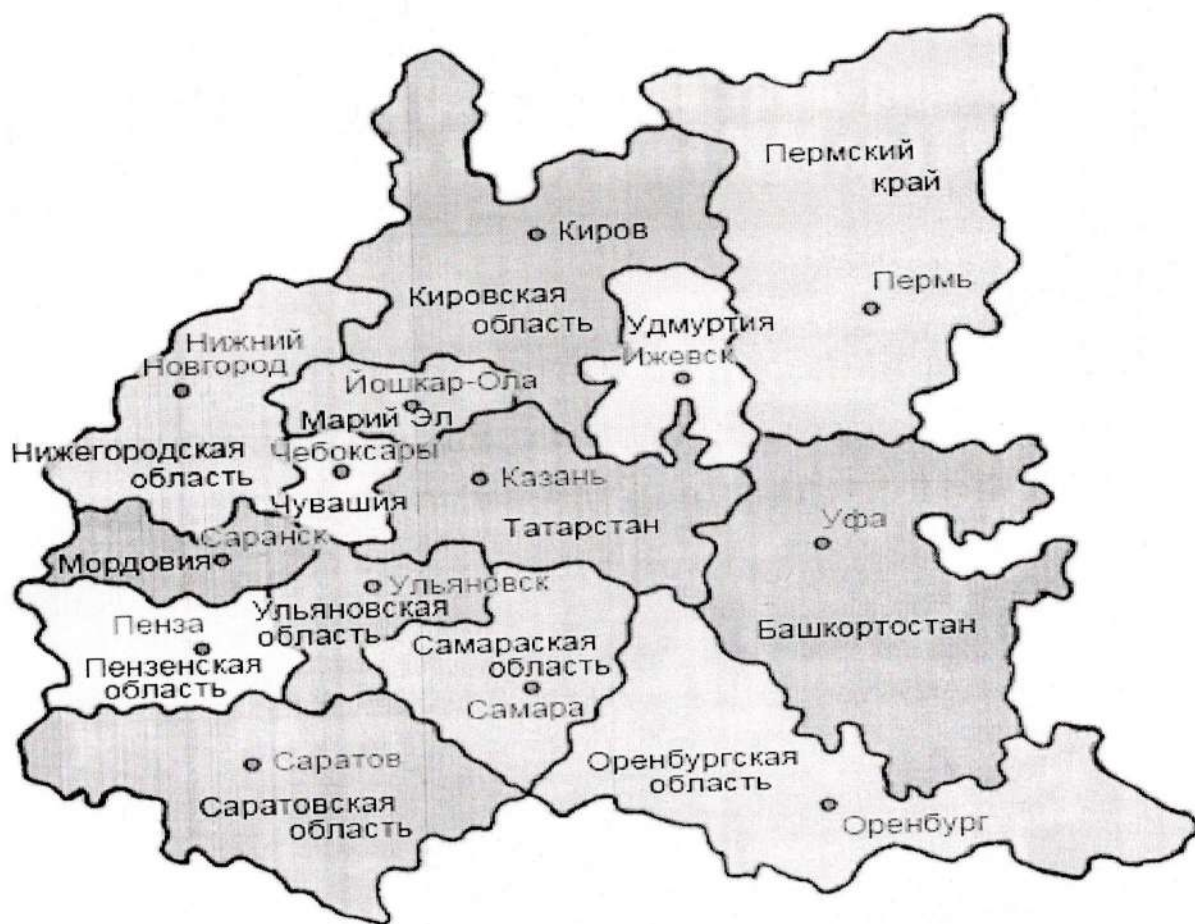 Пермский
край
Пермь
Киров
Кировская
область
Удмуртия
Ижевск
Нижний
Новгород
Нижегородская
область
Йошкар-Ола
Марий Эл
Чебоксары
Чувашия
Казань
Татарстан
Уфа
Башкортостан
Саранск
Мордовия
Ульяновск
Ульяновская
область
Пенза
Пензенская
область
Самараская
область
Самара
Саратов
Саратовская
область
Оренбургская
область
Оренбург